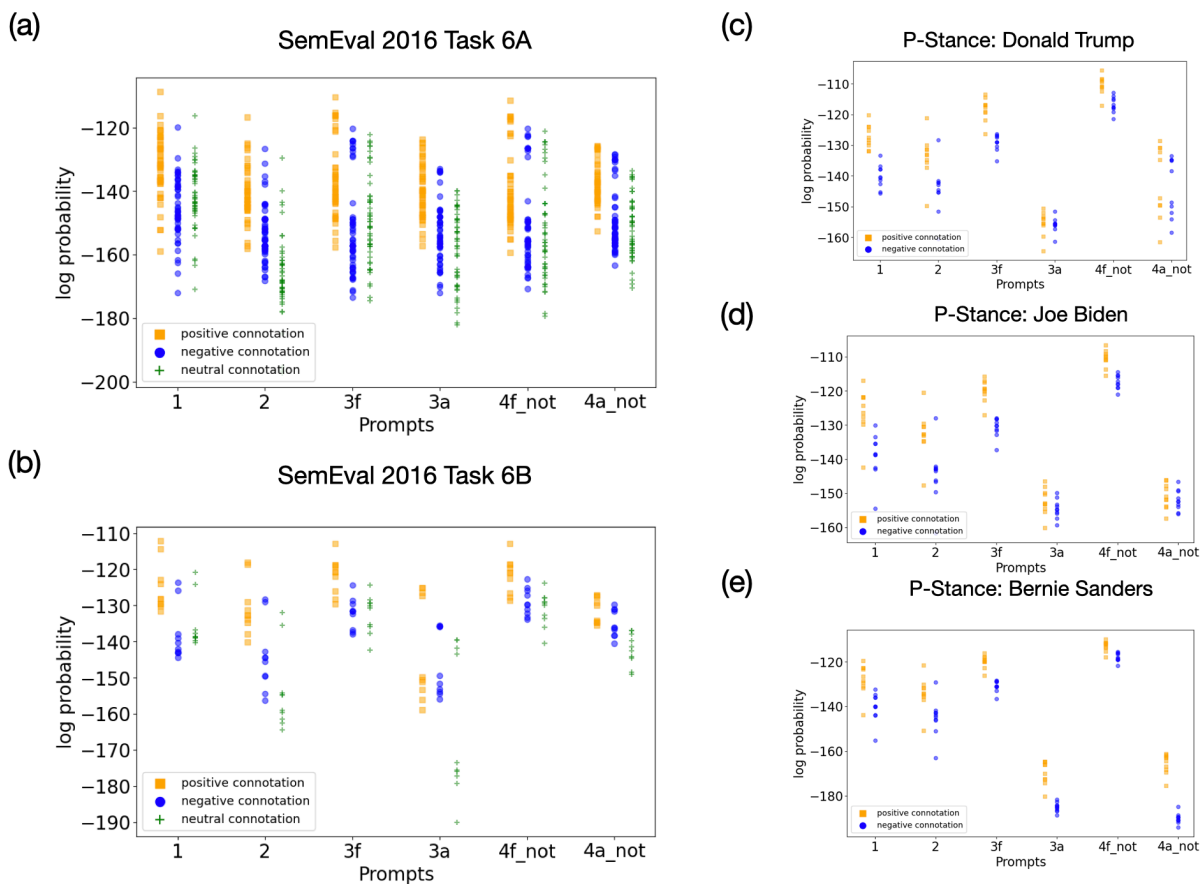 (a)
SemEval 2016 Task 6A
log probability
−120
−140
−160
−180
−200
positive connotation
negative connotation
neutral connotation
1 2 3f 3a 4f_not 4a_not
Prompts
(b)
SemEval 2016 Task 6B
log probability
−110
−120
−130
−140
−150
−160
−170
−180
−190
positive connotation
negative connotation
neutral connotation
1 2 3f 3a 4f_not 4a_not
Prompts
(c)
P-Stance: Donald Trump
log probability
−110
−120
−130
−140
−150
−160
positive connotation
negative connotation
1 2 3f 3a 4f_not 4a_not
Prompts
(d)
P-Stance: Joe Biden
log probability
−110
−120
−130
−140
−150
−160
positive connotation
negative connotation
1 2 3f 3a 4f_not 4a_not
Prompts
(e)
P-Stance: Bernie Sanders
log probability
−120
−140
−160
−180
positive connotation
negative connotation
1 2 3f 3a 4f_not 4a_not
Prompts